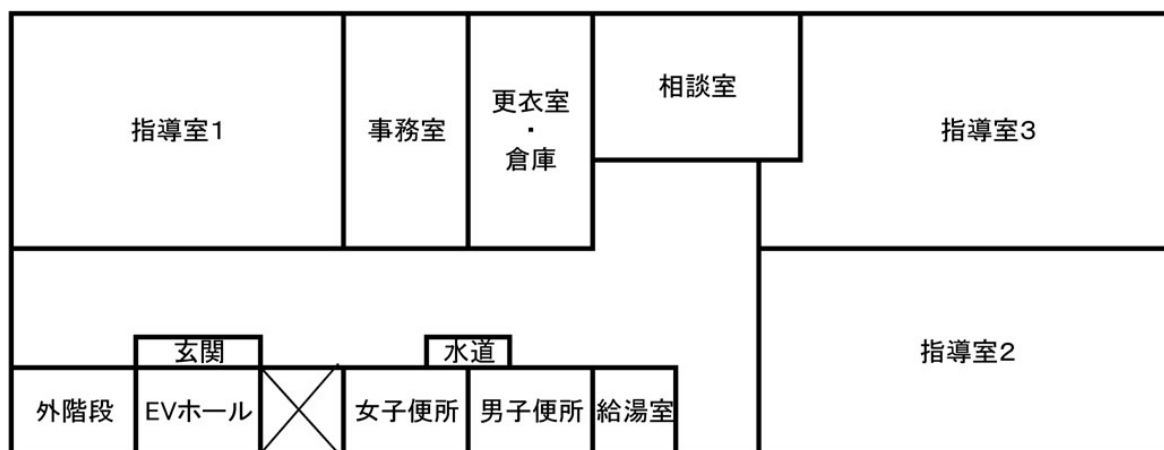 指導室1
事務室
更衣室
・
倉庫
相談室
指導室3
玄関
水道
指導室2
外階段
EVホール
女子便所
男子便所
給湯室